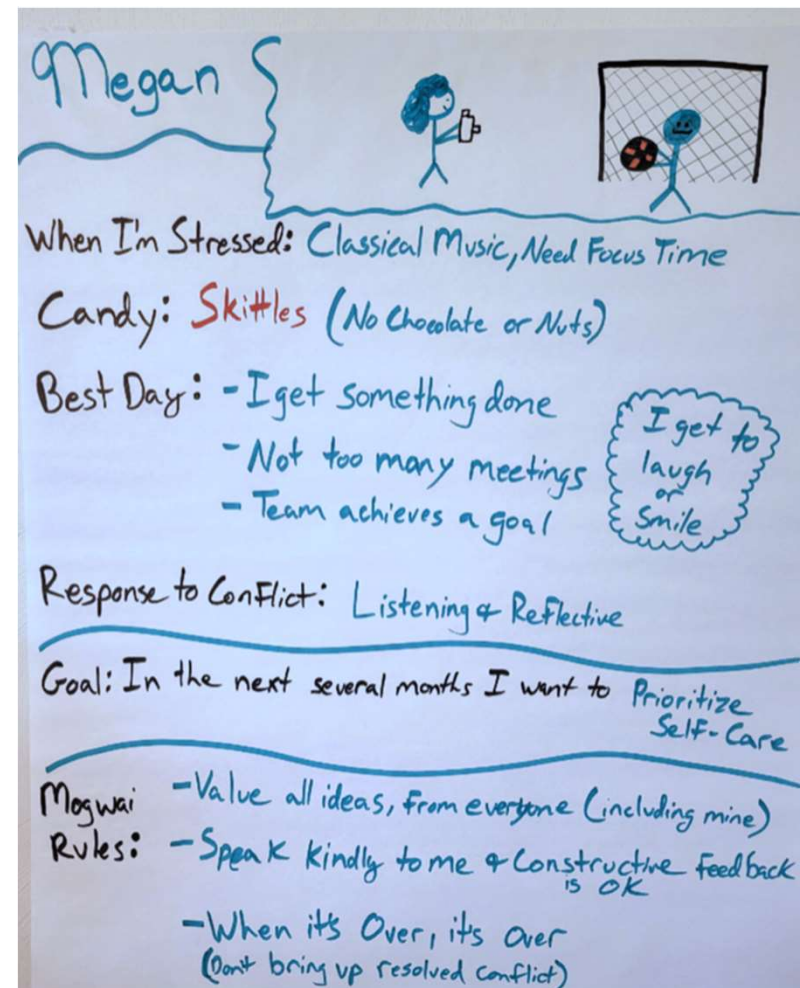 Megan
When I'm Stressed: Classical Music, Need Focus Time
Candy: Skittles (No Chocolate or Nuts)
Best Day: - I get something done
- Not too many meetings
- Team achieves a goal
I get to
laugh
or
Smile
Response to Conflict: Listening & Reflective
Goal: In the next several months I want to Prioritize
Self-Care
Mogwai
Rules:
- Value all ideas, from everyone (including mine)
- Speak Kindly to me & Constructive Feedback
is OK
- When it's Over, it's over
(Don't bring up resolved conflict)